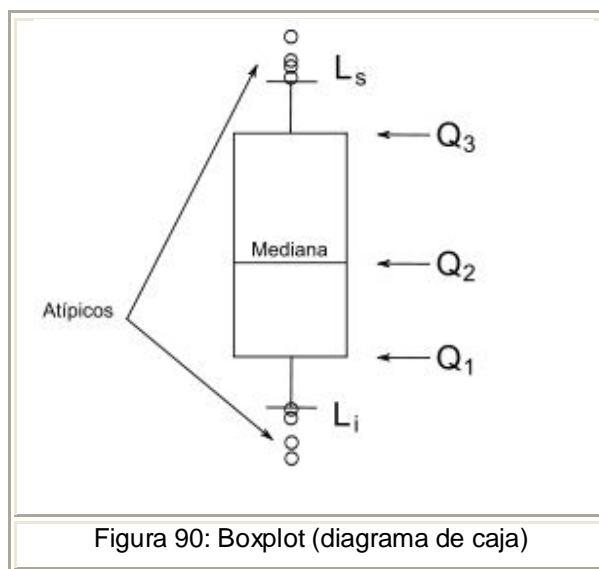 Ls
Q3
Mediana
Q2
Atípicos
Q1
Li
Figura 90: Boxplot (diagrama de caja)